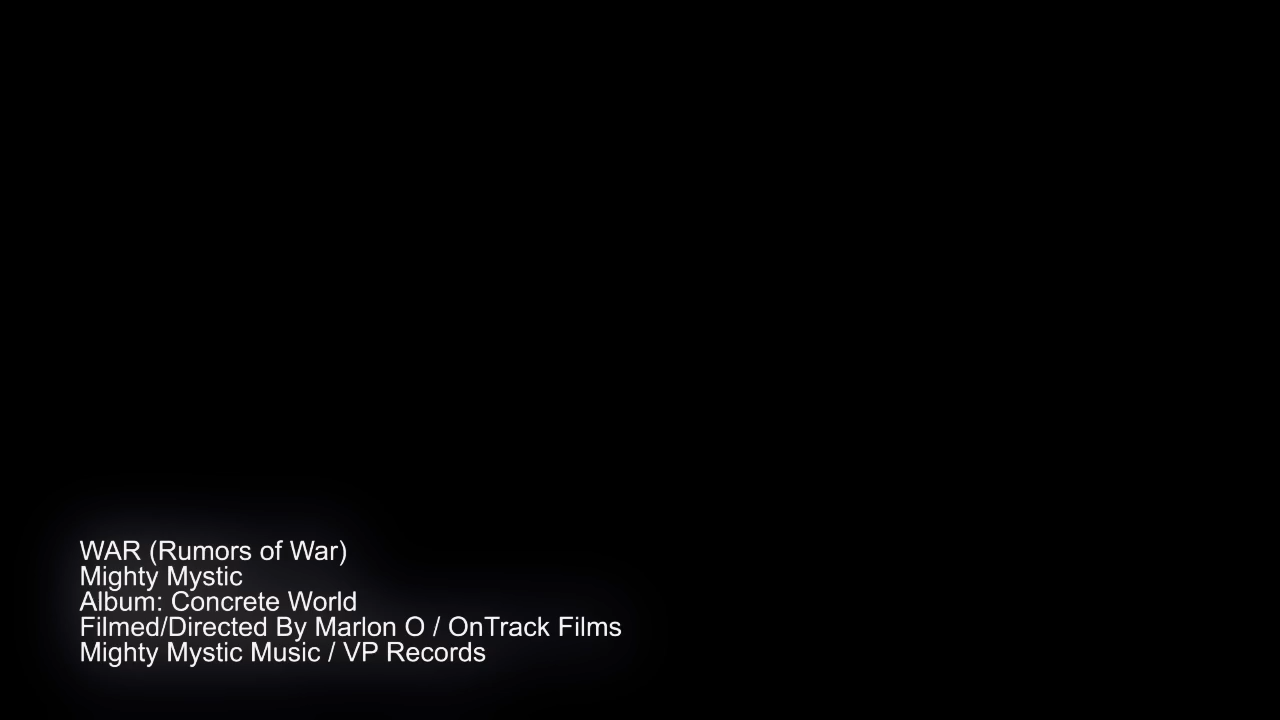 WAR (Rumors of War)
Mighty Mystic
Album: Concrete World
Filmed/Directed By Marlon O / OnTrack Films
Mighty Mystic Music / VP Records